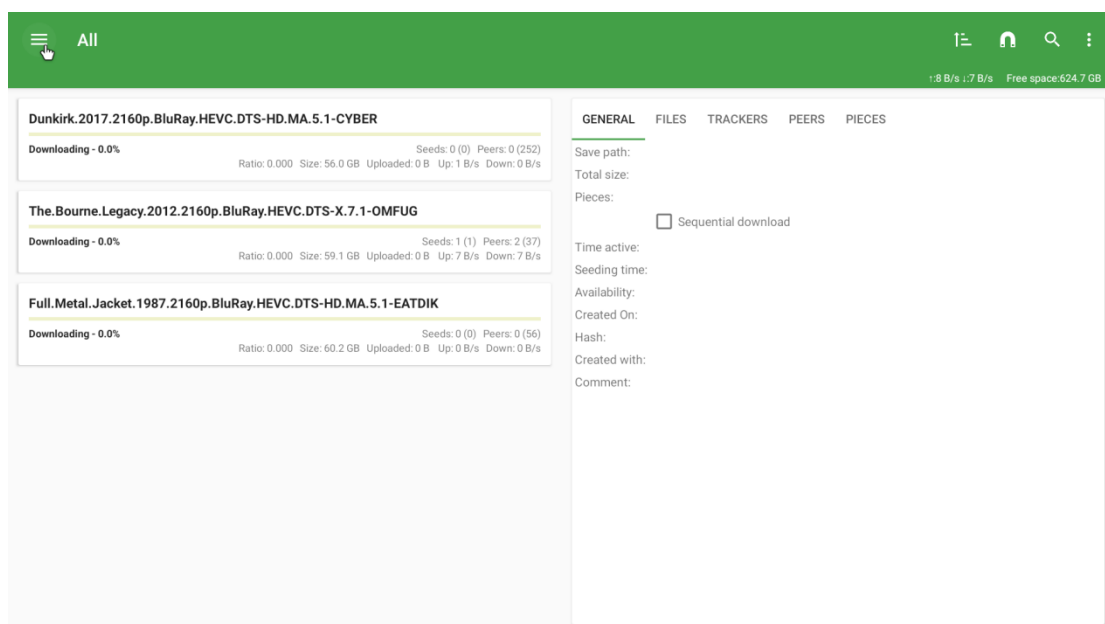 All
↑:8 B/s ↓:7 B/s Free space:624.7 GB
Dunkirk.2017.2160p.BluRay.HEVC.DTS-HD.MA.5.1-CYBER
Downloading - 0.0% Seeds: 0 (0) Peers: 0 (252)
Ratio: 0.000 Size: 56.0 GB Uploaded: 0 B Up: 1 B/s Down: 0 B/s
The.Bourne.Legacy.2012.2160p.BluRay.HEVC.DTS-X.7.1-OMFUG
Downloading - 0.0% Seeds: 1 (1) Peers: 2 (37)
Ratio: 0.000 Size: 59.1 GB Uploaded: 0 B Up: 7 B/s Down: 7 B/s
Full.Metal.Jacket.1987.2160p.BluRay.HEVC.DTS-HD.MA.5.1-EATDIK
Downloading - 0.0% Seeds: 0 (0) Peers: 0 (56)
Ratio: 0.000 Size: 60.2 GB Uploaded: 0 B Up: 0 B/s Down: 0 B/s
GENERAL FILES TRACKERS PEERS PIECES
Save path:
Total size:
Pieces:
Sequential download
Time active:
Seeding time:
Availability:
Created On:
Hash:
Created with:
Comment: